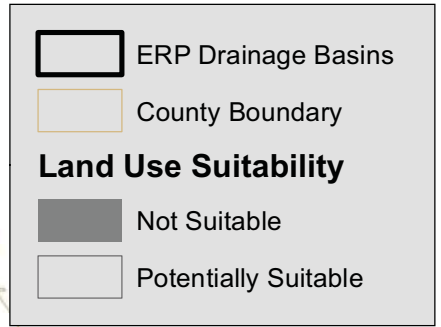 ERP Drainage Basins
County Boundary
Land Use Suitability
Not Suitable
Potentially Suitable